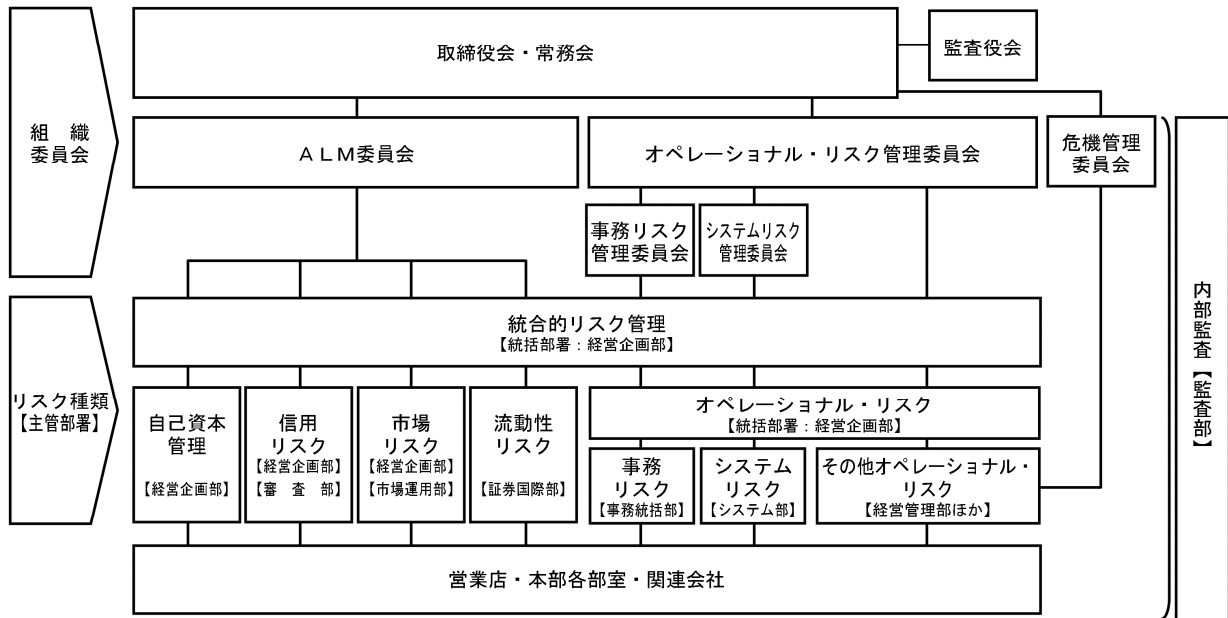 取締役会・常務会
監査役会
組　織
委員会
ＡＬＭ委員会
オペレーショナル・リスク管理委員会
危機管理
委員会
事務リスク
管理委員会
システムリスク
管理委員会
統合的リスク管理
【統括部署：経営企画部】
リスク種類
【主管部署】
自己資本
管理
【経営企画部】
信用
リスク
【経営企画部】
【審　査　部】
市場
リスク
【経営企画部】
【市場運用部】
流動性
リスク
【証券国際部】
オペレーショナル・リスク
【統括部署：経営企画部】
事務
リスク
【事務統括部】
システム
リスク
【システム部】
その他オペレーショナル・
リスク
【経営管理部ほか】
営業店・本部各部室・関連会社
内部監査【監査部】